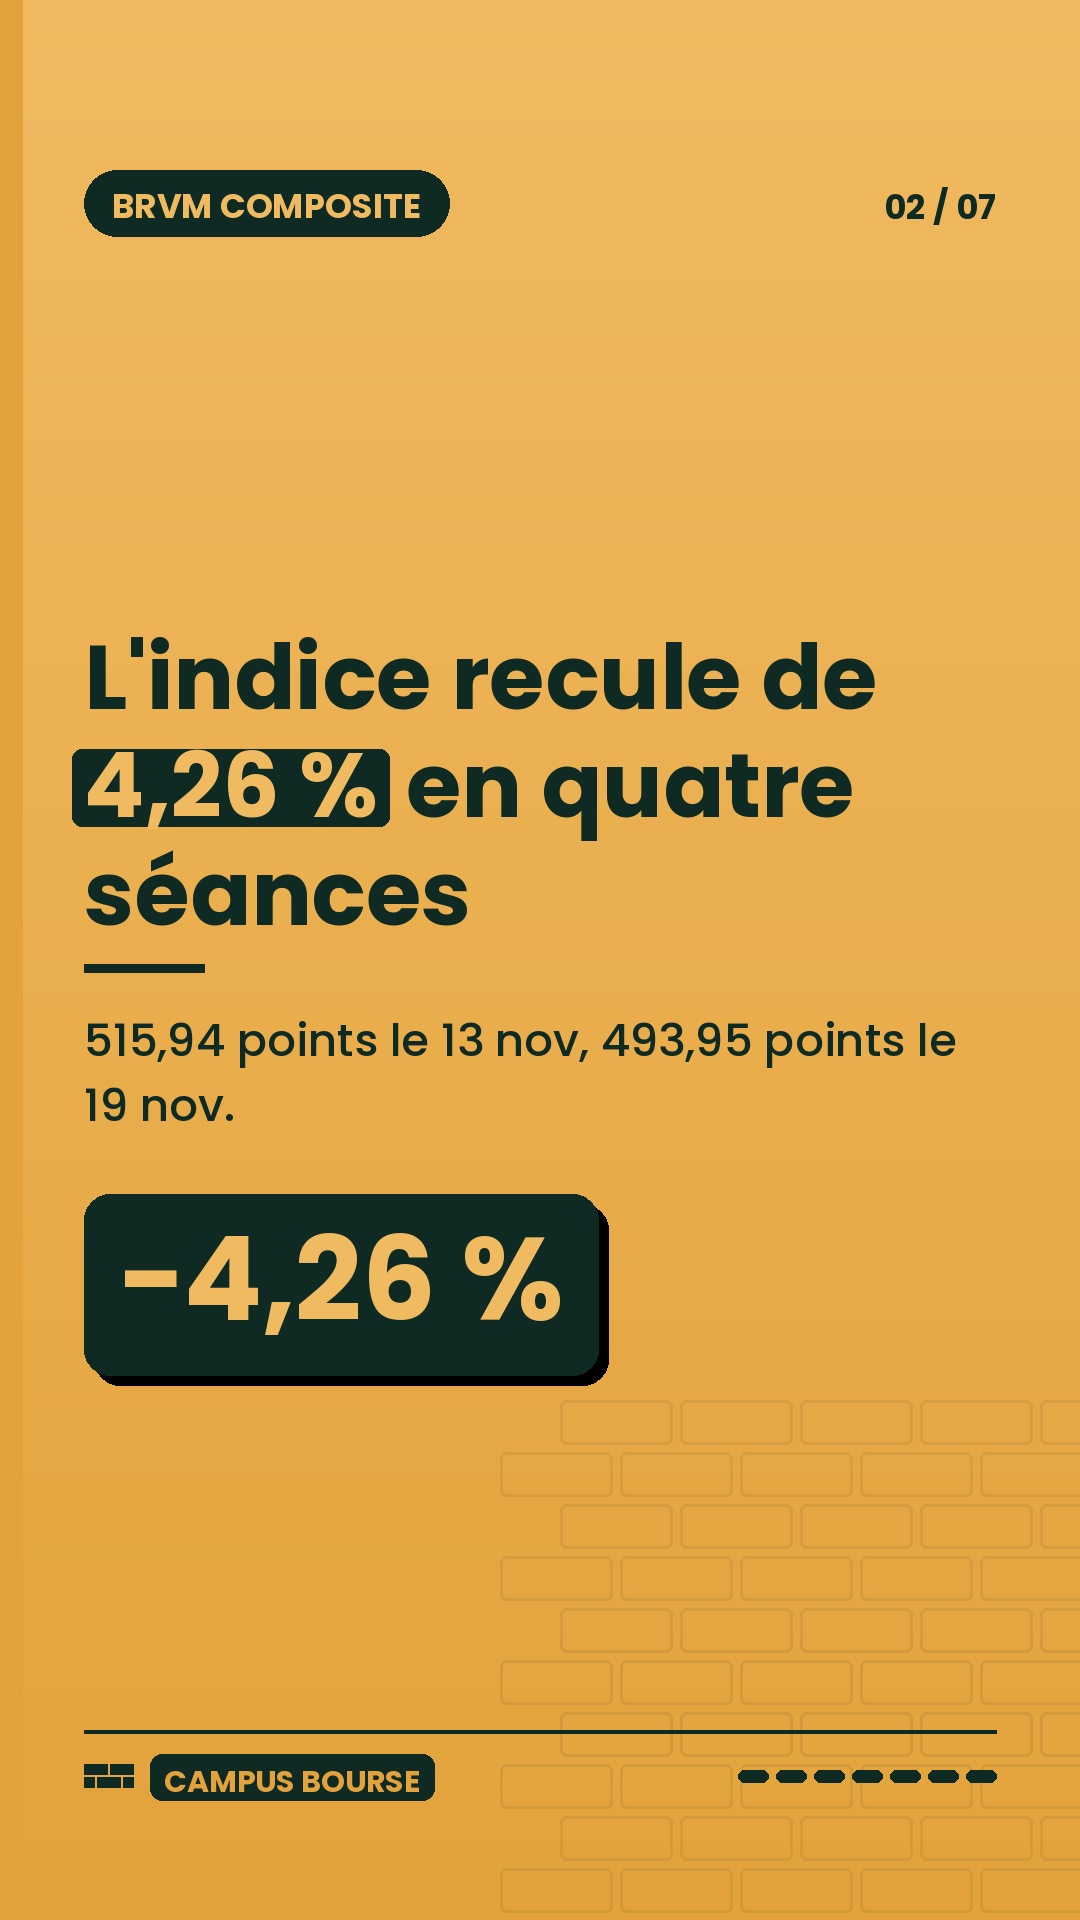 BRVM COMPOSITE
02 / 07
L'indice recule de
4,26 % en quatre
séances
515,94 points le 13 nov, 493,95 points le
19 nov.
−4,26 %
CAMPUS BOURSE